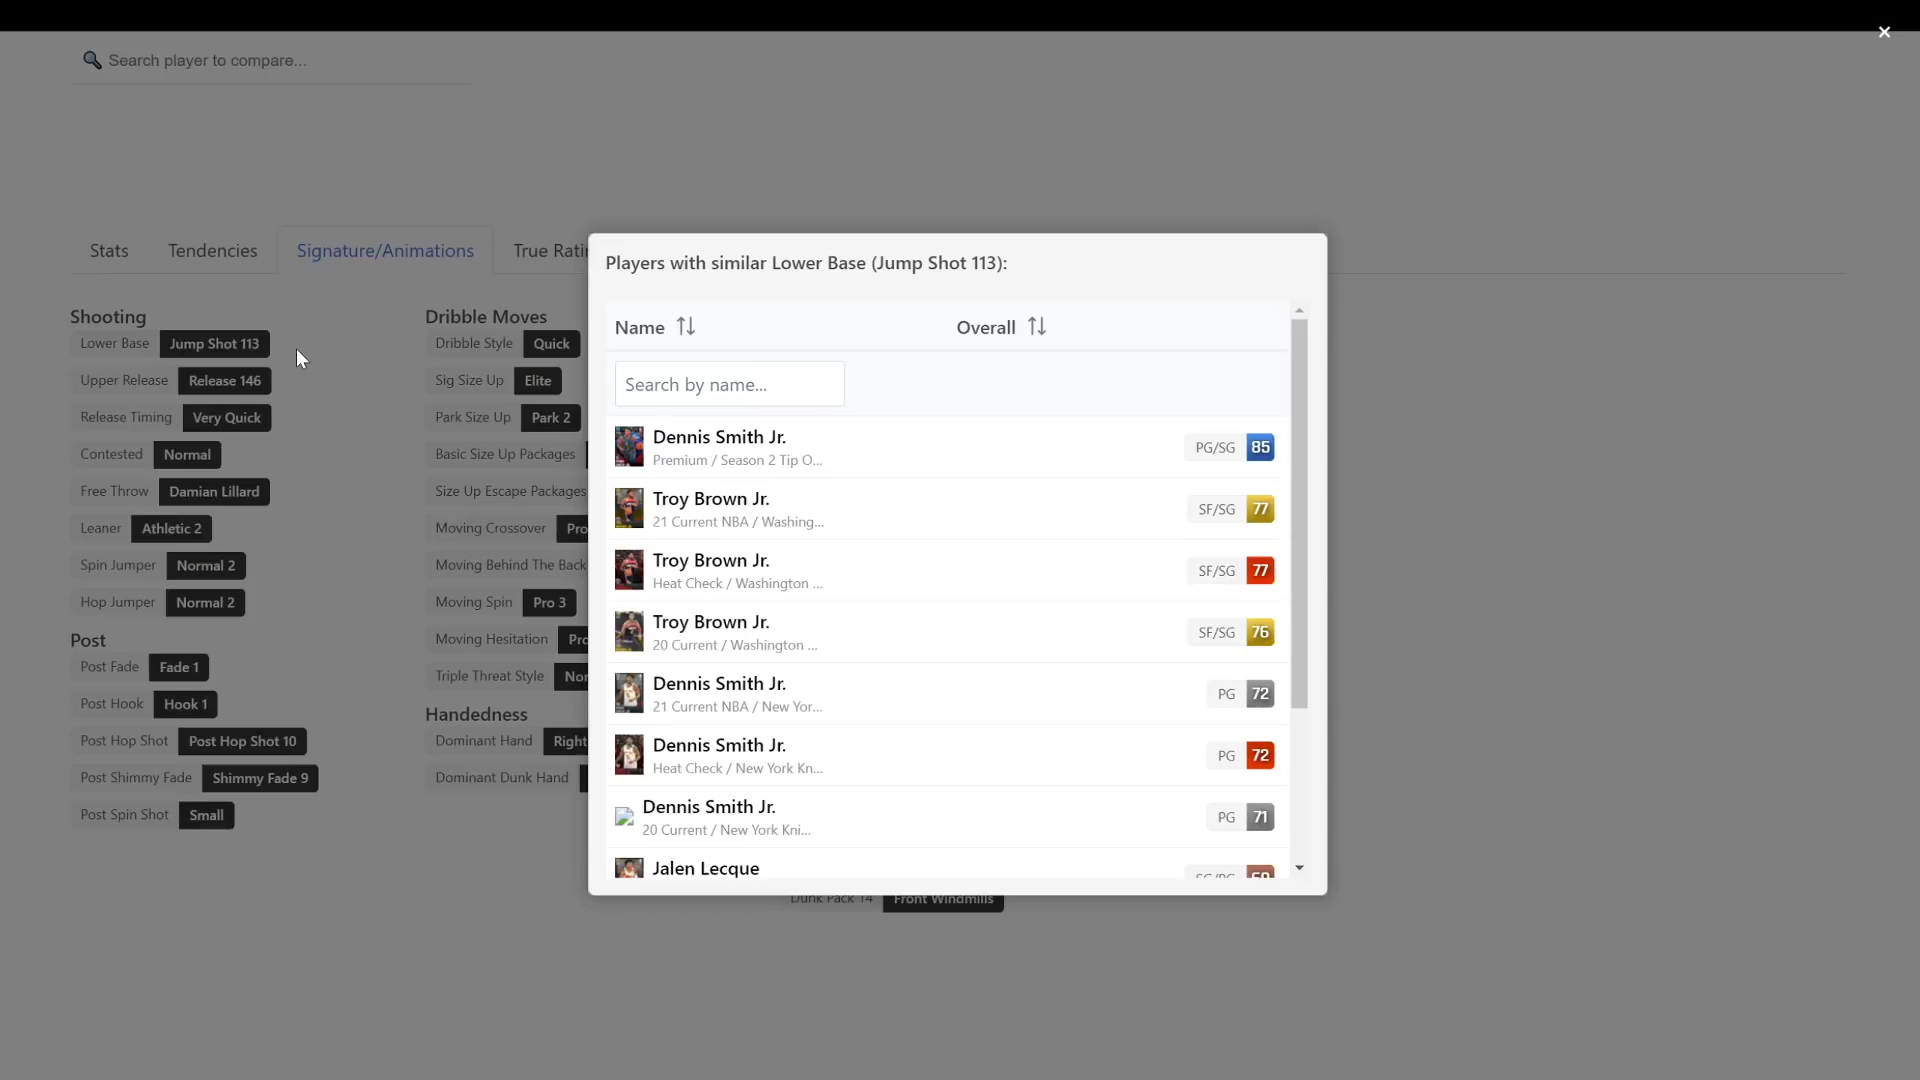 Search player to compare...
Stats
Tendencies
Signature/Animations
True Ratin
Shooting
Lower Base Jump Shot 113
Upper Release Release 146
Release Timing Very Quick
Contested Normal
Free Throw Damian Lillard
Leaner Athletic 2
Spin Jumper Normal 2
Hop Jumper Normal 2
Post
Post Fade Fade 1
Post Hook Hook 1
Post Hop Shot Post Hop Shot 10
Post Shimmy Fade Shimmy Fade 9
Post Spin Shot Small
Dribble Moves
Dribble Style Quick
Sig Size Up Elite
Park Size Up Park 2
Basic Size Up Packages
Size Up Escape Packages
Moving Crossover Pro
Moving Behind The Back
Moving Spin Pro 3
Moving Hesitation Pro
Triple Threat Style Nor
Handedness
Dominant Hand Right
Dominant Dunk Hand
Players with similar Lower Base (Jump Shot 113):
Name Overall
Search by name...
Dennis Smith Jr.
Premium / Season 2 Tip O...
PG/SG 85
Troy Brown Jr.
21 Current NBA / Washing...
SF/SG 77
Troy Brown Jr.
Heat Check / Washington ...
SF/SG 77
Troy Brown Jr.
20 Current / Washington ...
SF/SG 76
Dennis Smith Jr.
21 Current NBA / New Yor...
PG 72
Dennis Smith Jr.
Heat Check / New York Kn...
PG 72
Dennis Smith Jr.
20 Current / New York Kni...
PG 71
Jalen Lecque
Dunk Pack 14 Front Windmills